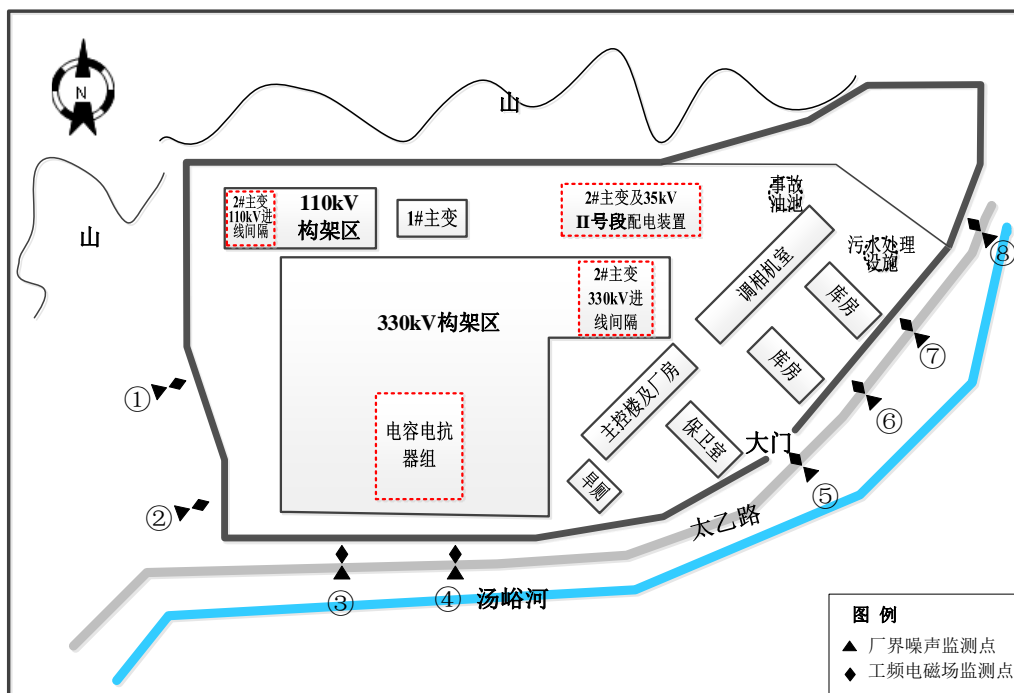 N
山
山
2#主变
110kV进
线间隔
110kV
构架区
1#主变
2#主变及35kV
II号段配电装置
事故
油池
污水处理
设施
调相机室
库房
库房
330kV构架区
2#主变
330kV进
线间隔
电容电抗
器组
主控楼及厂房
保卫室
旱厕
大门
太乙路
汤峪河
①
②
③
④
⑤
⑥
⑦
⑧
图 例
厂界噪声监测点
工频电磁场监测点